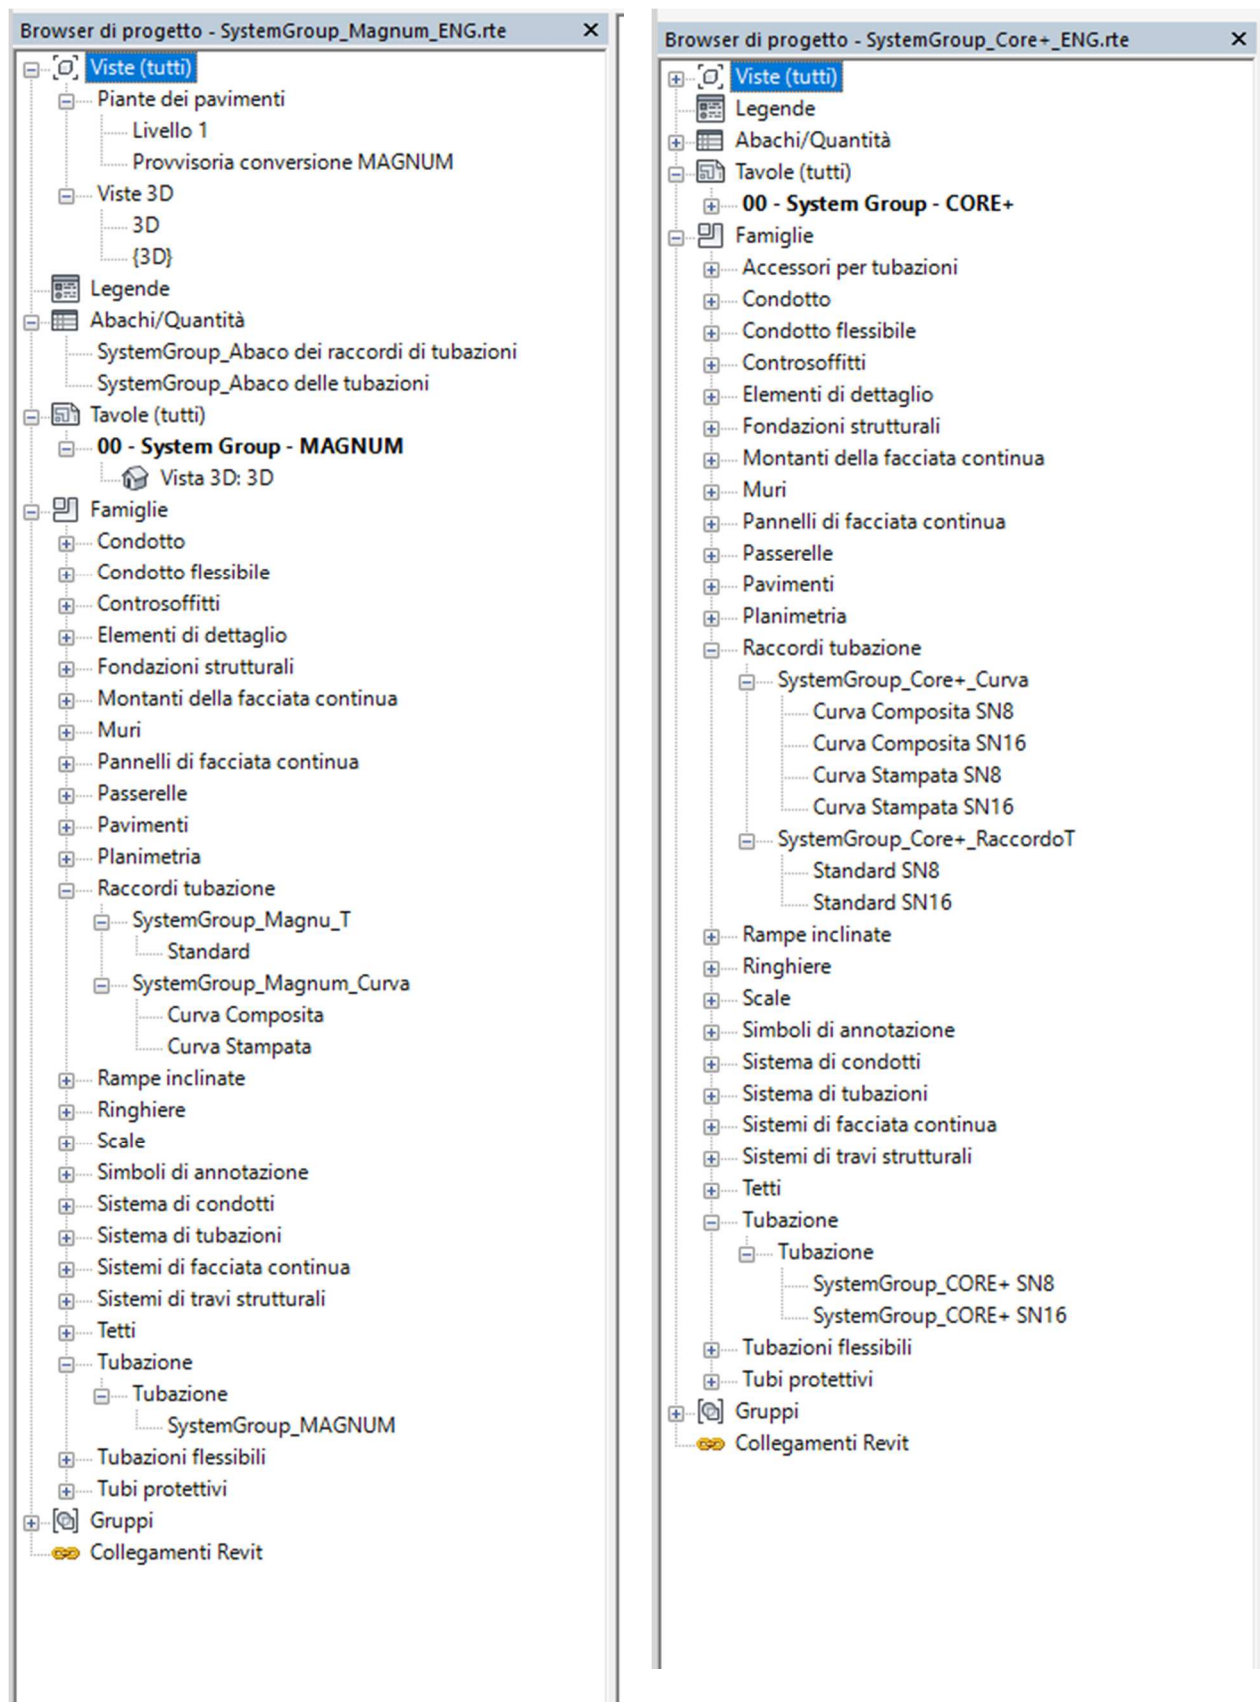 Browser di progetto - SystemGroup_Magnum_ENG.rte
Viste (tutti)
Piante dei pavimenti
Livello 1
Provvisoria conversione MAGNUM
Viste 3D
3D
{3D}
Legende
Abachi/Quantità
SystemGroup_Abaco dei raccordi di tubazioni
SystemGroup_Abaco delle tubazioni
Tavole (tutti)
00 - System Group - MAGNUM
Vista 3D: 3D
Famiglie
Condotto
Condotto flessibile
Controsoffitti
Elementi di dettaglio
Fondazioni strutturali
Montanti della facciata continua
Muri
Pannelli di facciata continua
Passerelle
Pavimenti
Planimetria
Raccordi tubazione
SystemGroup_Magnu_T
Standard
SystemGroup_Magnum_Curva
Curva Composita
Curva Stampata
Rampe inclinate
Ringhiere
Scale
Simboli di annotazione
Sistema di condotti
Sistema di tubazioni
Sistemi di facciata continua
Sistemi di travi strutturali
Tetti
Tubazione
Tubazione
SystemGroup_MAGNUM
Tubazioni flessibili
Tubi protettivi
Gruppi
Collegamenti Revit
Browser di progetto - SystemGroup_Core+_ENG.rte
Viste (tutti)
Legende
Abachi/Quantità
Tavole (tutti)
00 - System Group - CORE+
Famiglie
Accessori per tubazioni
Condotto
Condotto flessibile
Controsoffitti
Elementi di dettaglio
Fondazioni strutturali
Montanti della facciata continua
Muri
Pannelli di facciata continua
Passerelle
Pavimenti
Planimetria
Raccordi tubazione
SystemGroup_Core+_Curva
Curva Composita SN8
Curva Composita SN16
Curva Stampata SN8
Curva Stampata SN16
SystemGroup_Core+_RaccordoT
Standard SN8
Standard SN16
Rampe inclinate
Ringhiere
Scale
Simboli di annotazione
Sistema di condotti
Sistema di tubazioni
Sistemi di facciata continua
Sistemi di travi strutturali
Tetti
Tubazione
Tubazione
SystemGroup_CORE+ SN8
SystemGroup_CORE+ SN16
Tubazioni flessibili
Tubi protettivi
Gruppi
Collegamenti Revit